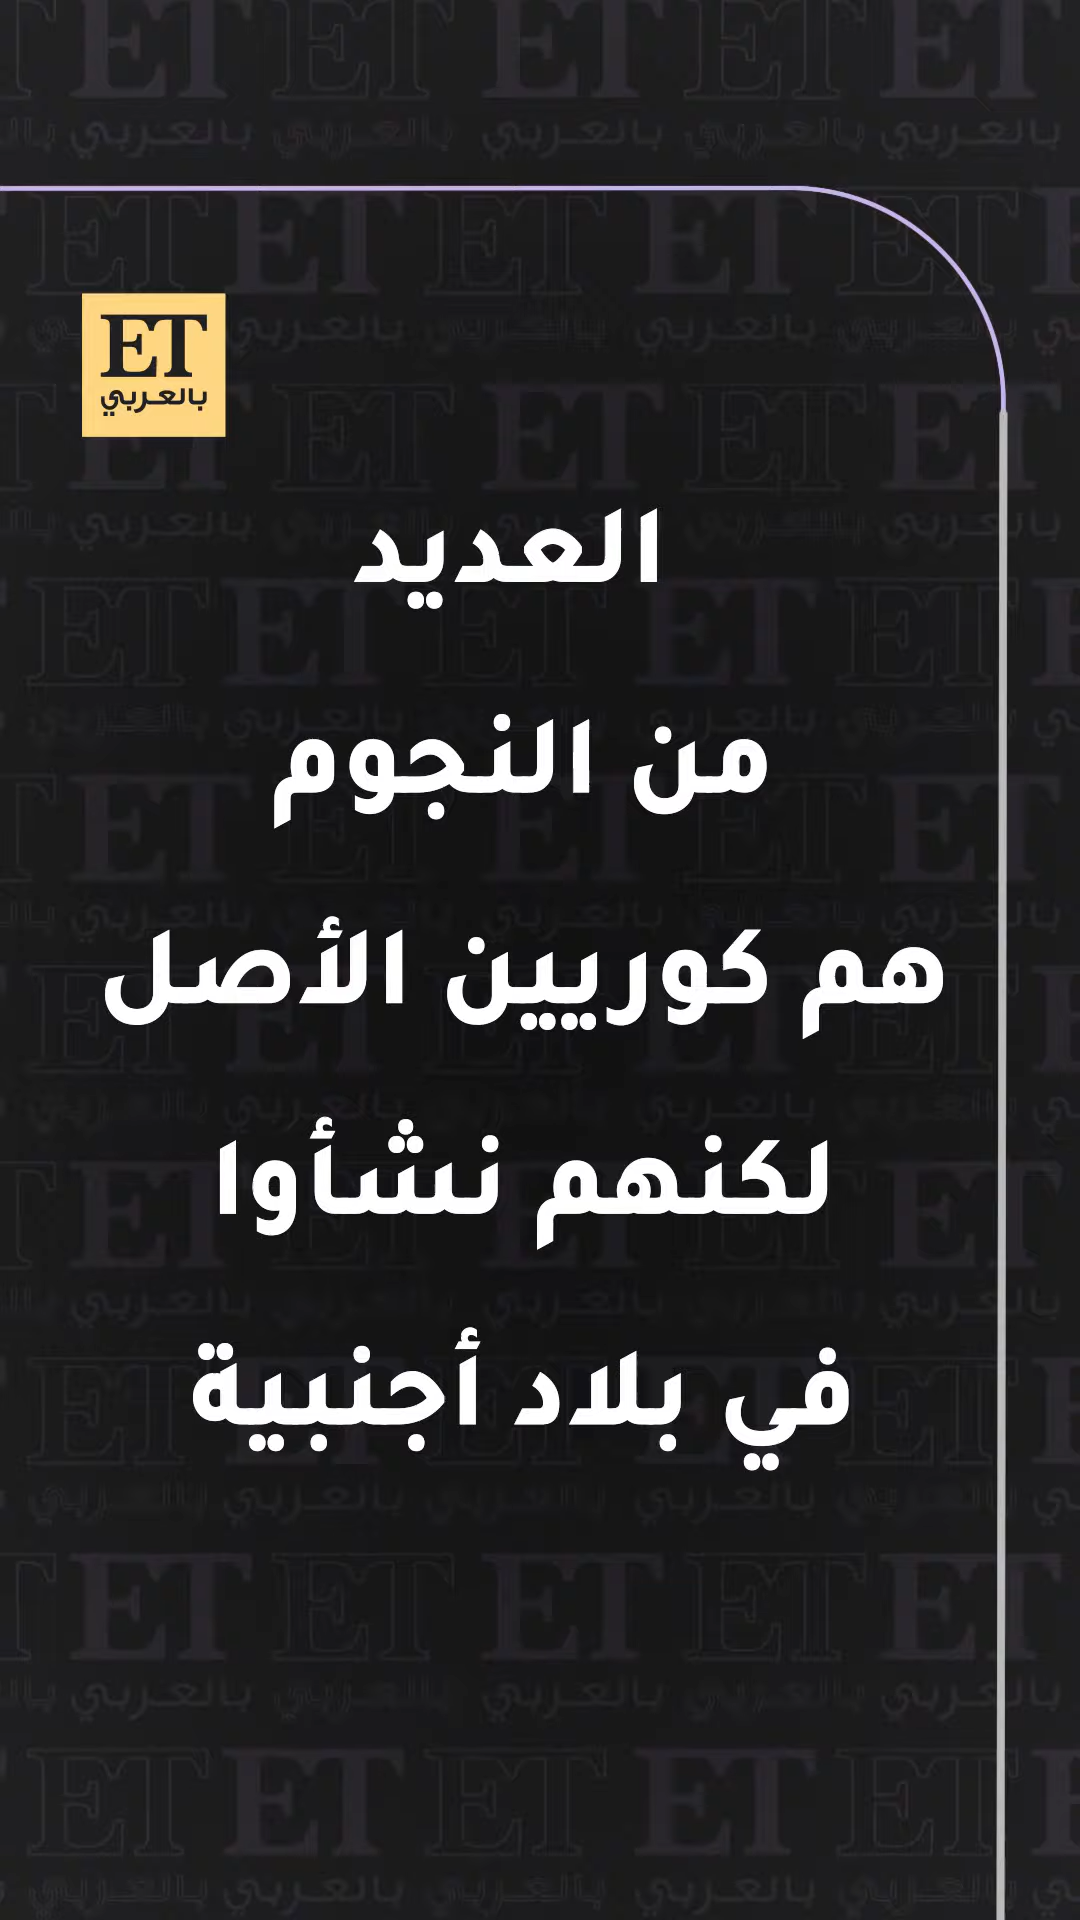 ET
بالعربي
العديد
من النجوم
هم كوريين الأصل
لكنهم نشأوا
في بلاد أجنبية